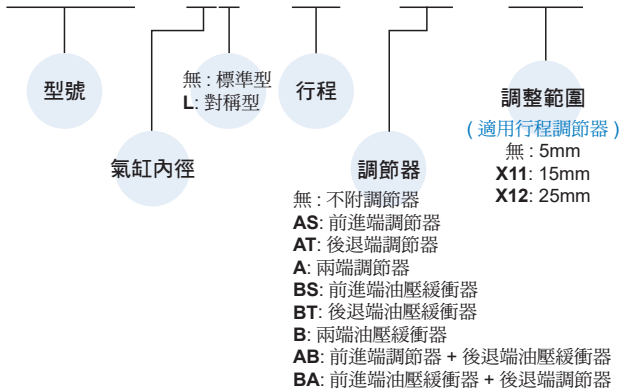 型號
氣缸內徑
無 : 標準型
L: 對稱型
行程
調節器
無 : 不附調節器
AS: 前進端調節器
AT: 後退端調節器
A: 兩端調節器
BS: 前進端油壓緩衝器
BT: 後退端油壓緩衝器
B: 兩端油壓緩衝器
AB: 前進端調節器 + 後退端油壓緩衝器
BA: 前進端油壓緩衝器 + 後退端調節器
調整範圍
( 適用行程調節器 )
無 : 5mm
X11: 15mm
X12: 25mm